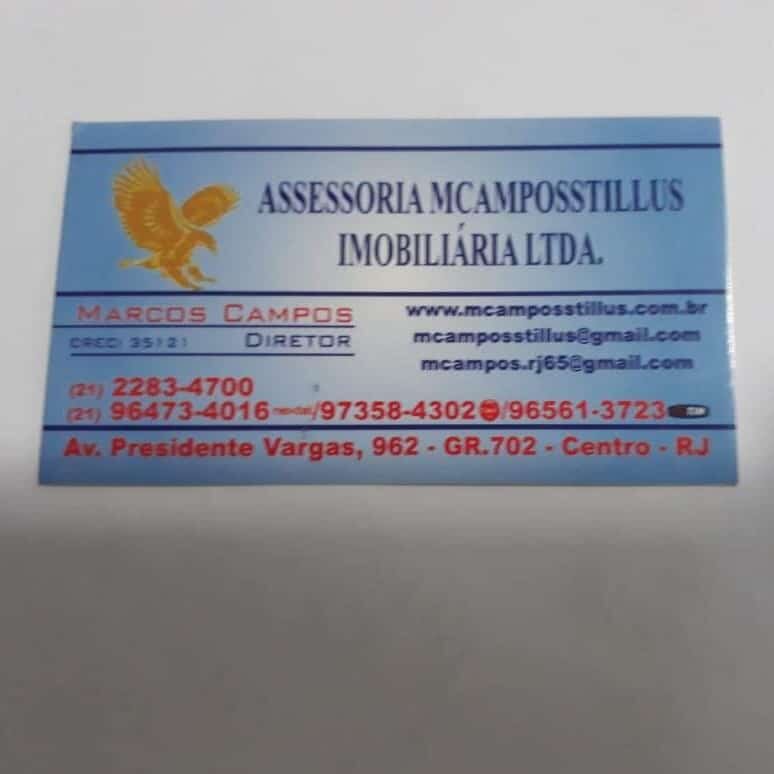 ASSESSORIA MCAMPOSSTILLUS
IMOBILIÁRIA LTDA.
MARCOS CAMPOS
CRECI 35121 DIRETOR
www.mcamposstillus.com.br
mcamposstillus@gmail.com
mcampos.rj65@gmail.com
(21) 2283-4700
(21) 96473-4016 /97358-4302 /96561-3723
Av. Presidente Vargas, 962 - GR.702 - Centro - RJ